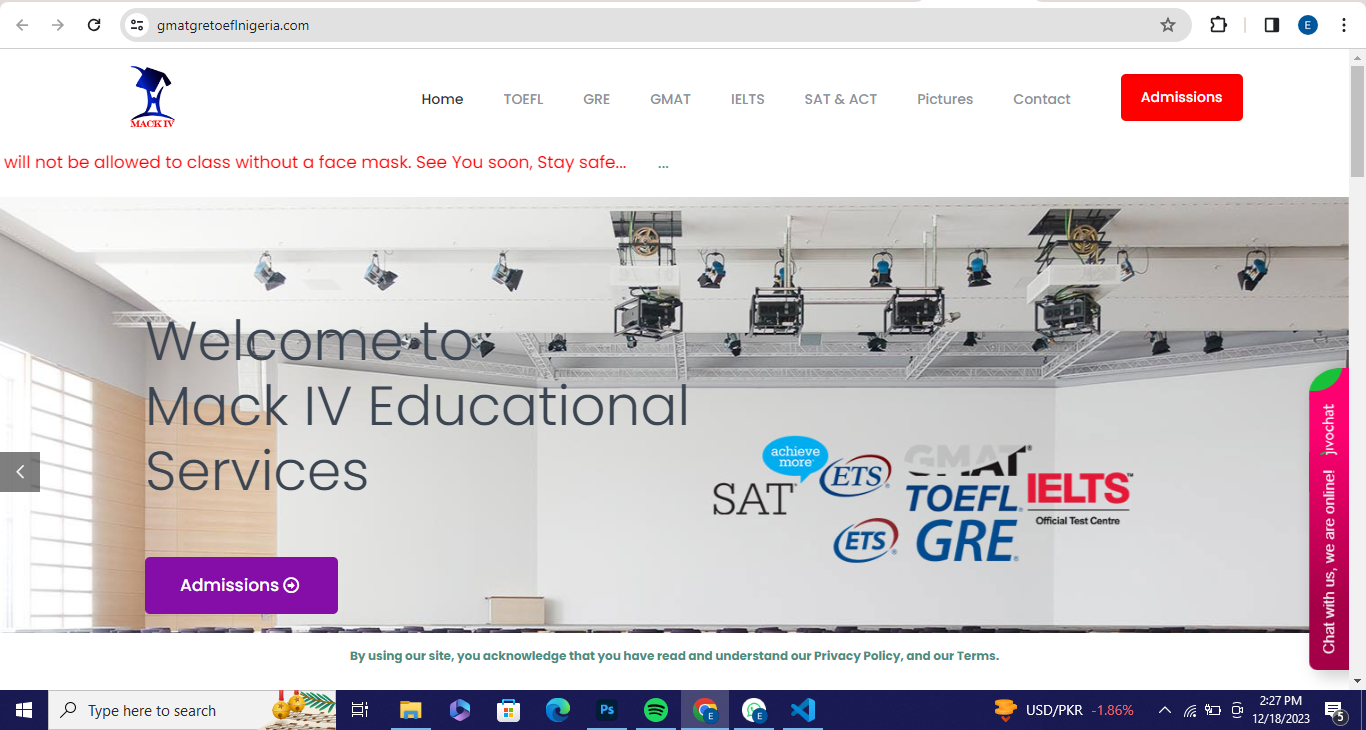 gmatgretoeflnigeria.com
E
MACK IV
Home TOEFL GRE GMAT IELTS SAT & ACT Pictures Contact Admissions
will not be allowed to class without a face mask. See You soon, Stay safe... ...
Welcome to
Mack IV Educational
Services
achieve
more
SAT
ETS
GMAT
TOEFL
IELTS
Official Test Centre
ETS
GRE
Admissions
Chat with us, we are online! jivochat
By using our site, you acknowledge that you have read and understand our Privacy Policy, and our Terms.
Type here to search
Ps
E
E
USD/PKR -1.86%
2:27 PM
12/18/2023
5